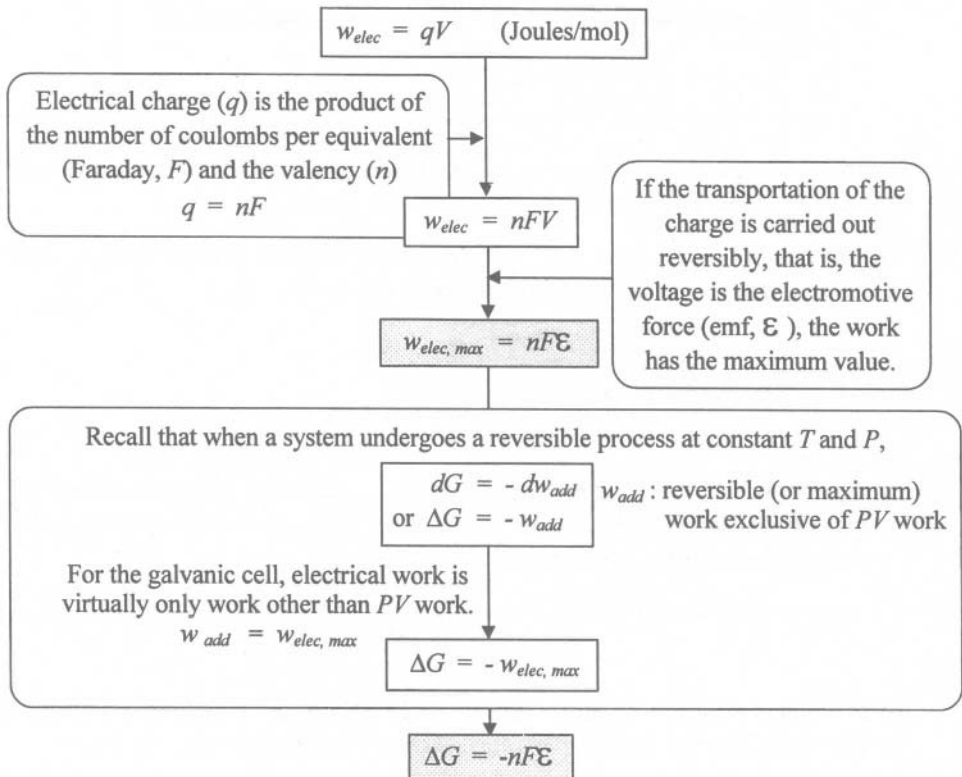 w_elec = qV (Joules/mol)
Electrical charge (q) is the product of
the number of coulombs per equivalent
(Faraday, F) and the valency (n)
q = nF
w_elec = nFV
If the transportation of the
charge is carried out
reversibly, that is, the
voltage is the electromotive
force (emf, ℇ ), the work
has the maximum value.
w_elec, max = nFℇ
Recall that when a system undergoes a reversible process at constant T and P,
dG = - dw_add
or ΔG = - w_add
w_add : reversible (or maximum)
work exclusive of PV work
For the galvanic cell, electrical work is
virtually only work other than PV work.
w_add = w_elec, max
ΔG = - w_elec, max
ΔG = -nFℇ